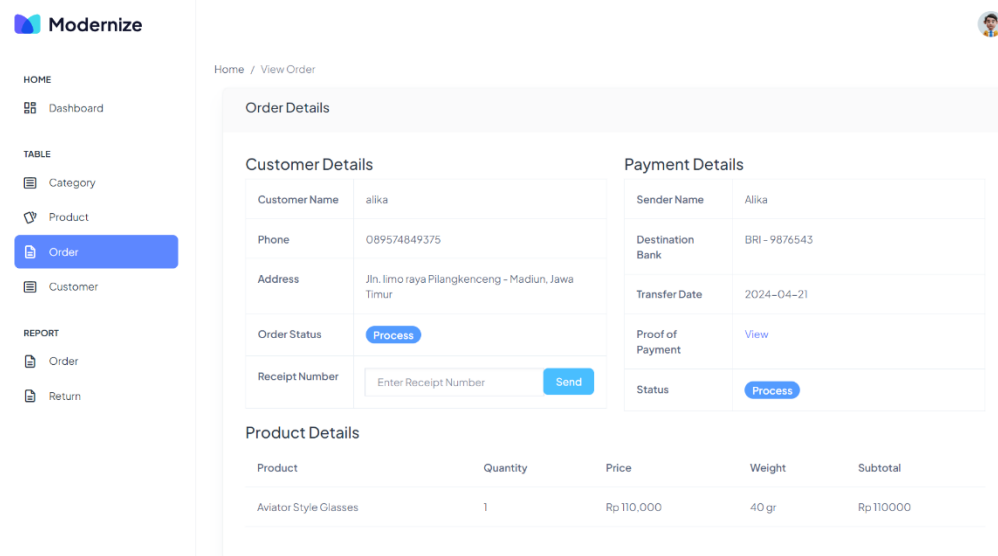 Modernize
HOME
Dashboard
TABLE
Category
Product
Order
Customer
REPORT
Order
Return
Home / View Order
Order Details
Customer Details
Customer Name alika
Phone 089574849375
Address Jln. limo raya Pilangkenceng - Madiun, Jawa
Timur
Order Status Process
Receipt Number Enter Receipt Number Send
Payment Details
Sender Name Alika
Destination BRI - 9876543
Bank
Transfer Date 2024-04-21
Proof of View
Payment
Status Process
Product Details
Product Quantity Price Weight Subtotal
Aviator Style Glasses 1 Rp 110,000 40 gr Rp 110000